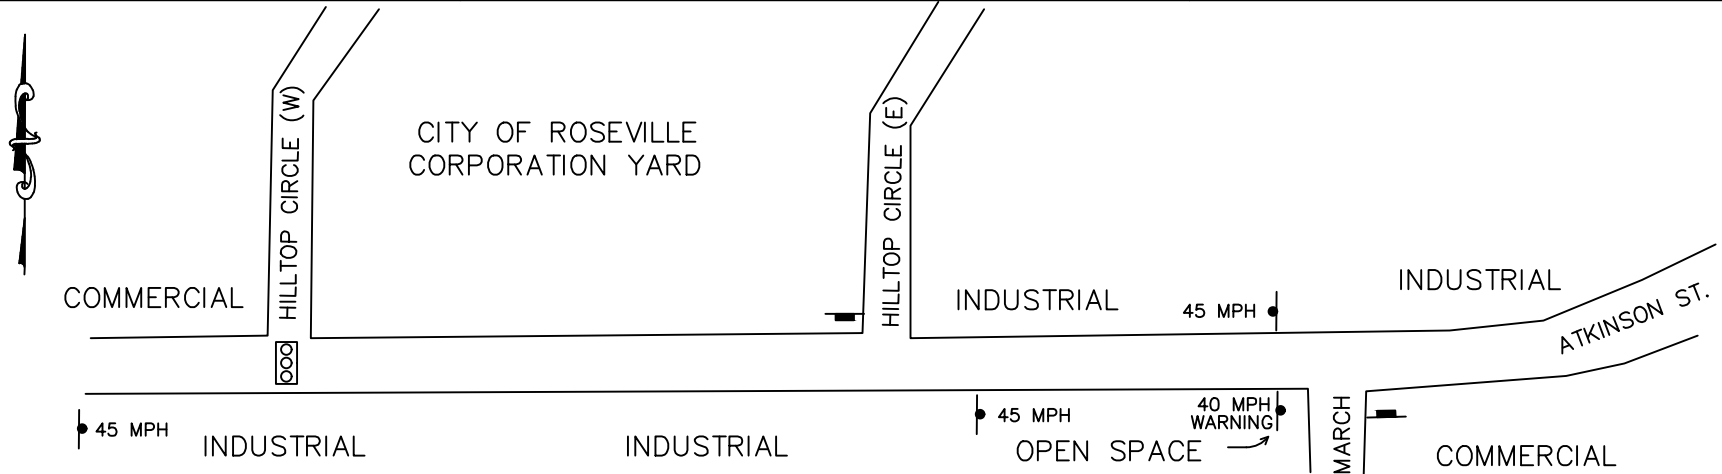 CITY OF ROSEVILLE
CORPORATION YARD
HILLTOP CIRCLE (W)
HILLTOP CIRCLE (E)
COMMERCIAL
INDUSTRIAL
45 MPH
INDUSTRIAL
ATKINSON ST.
45 MPH
INDUSTRIAL
INDUSTRIAL
45 MPH
40 MPH
WARNING
OPEN SPACE
MARCH
COMMERCIAL